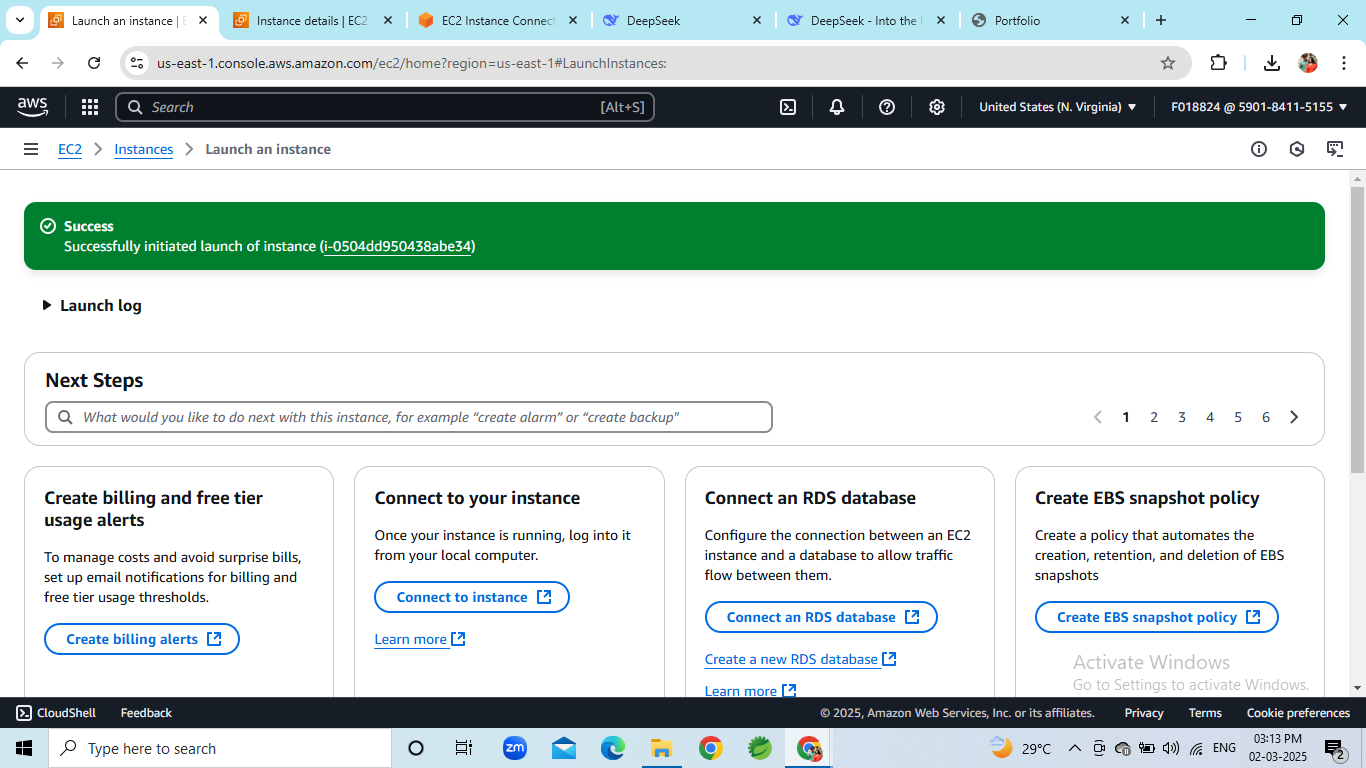 Launch an instance | E
Instance details | EC2
EC2 Instance Connect
DeepSeek
DeepSeek - Into the U
Portfolio
us-east-1.console.aws.amazon.com/ec2/home?region=us-east-1#LaunchInstances:
aws
Search
[Alt+S]
United States (N. Virginia)
F018824 @ 5901-8411-5155
EC2
Instances
Launch an instance
Success
Successfully initiated launch of instance (i-0504dd950438abe34)
Launch log
Next Steps
What would you like to do next with this instance, for example “create alarm” or “create backup"
1 2 3 4 5 6
Create billing and free tier
usage alerts
To manage costs and avoid surprise bills,
set up email notifications for billing and
free tier usage thresholds.
Create billing alerts
Connect to your instance
Once your instance is running, log into it
from your local computer.
Connect to instance
Learn more
Connect an RDS database
Configure the connection between an EC2
instance and a database to allow traffic
flow between them.
Connect an RDS database
Create a new RDS database
Learn more
Create EBS snapshot policy
Create a policy that automates the
creation, retention, and deletion of EBS
snapshots
Create EBS snapshot policy
Activate Windows
Go to Settings to activate Windows.
CloudShell
Feedback
© 2025, Amazon Web Services, Inc. or its affiliates.
Privacy
Terms
Cookie preferences
Type here to search
zm
29°C
ENG
03:13 PM
02-03-2025
2